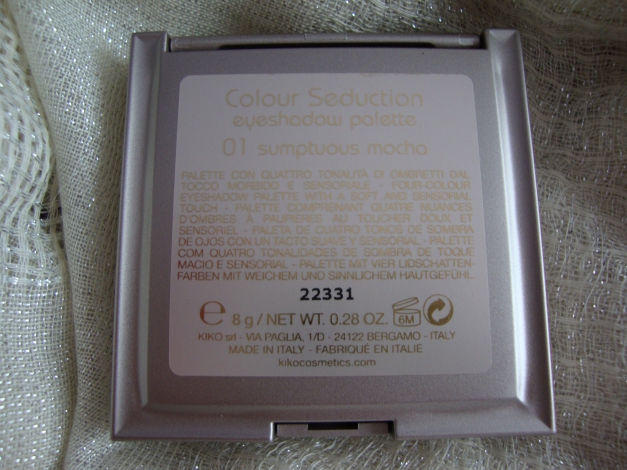 Colour Seduction
eyeshadow palette
01 sumptuous mocha
PALETTE CON QUATTRO TONALITÀ DI OMBRETTI DAL
TOCCO MORBIDO E SENSORIALE - FOUR-COLOUR
EYESHADOW PALETTE WITH A SOFT AND SENSORIAL
TOUCH - PALETTE COMPRENANT QUATRE NUANCES
D'OMBRES À PAUPIÈRES AU TOUCHER DOUX ET
SENSORIEL - PALETA DE CUATRO TONOS DE SOMBRA
DE OJOS CON UN TACTO SUAVE Y SENSORIAL - PALETTE
COM QUATRO TONALIDADES DE SOMBRA DE TOQUE
MACIO E SENSORIAL - PALETTE MIT VIER LIDSCHATTEN-
FARBEN MIT WEICHEM UND SINNLICHEM HAUTGEFÜHL.
22331
℮ 8 g / NET WT. 0.28 OZ. 6M
KIKO srl - VIA PAGLIA, 1/D - 24122 BERGAMO - ITALY
MADE IN ITALY - FABRIQUÉ EN ITALIE
kikocosmetics.com